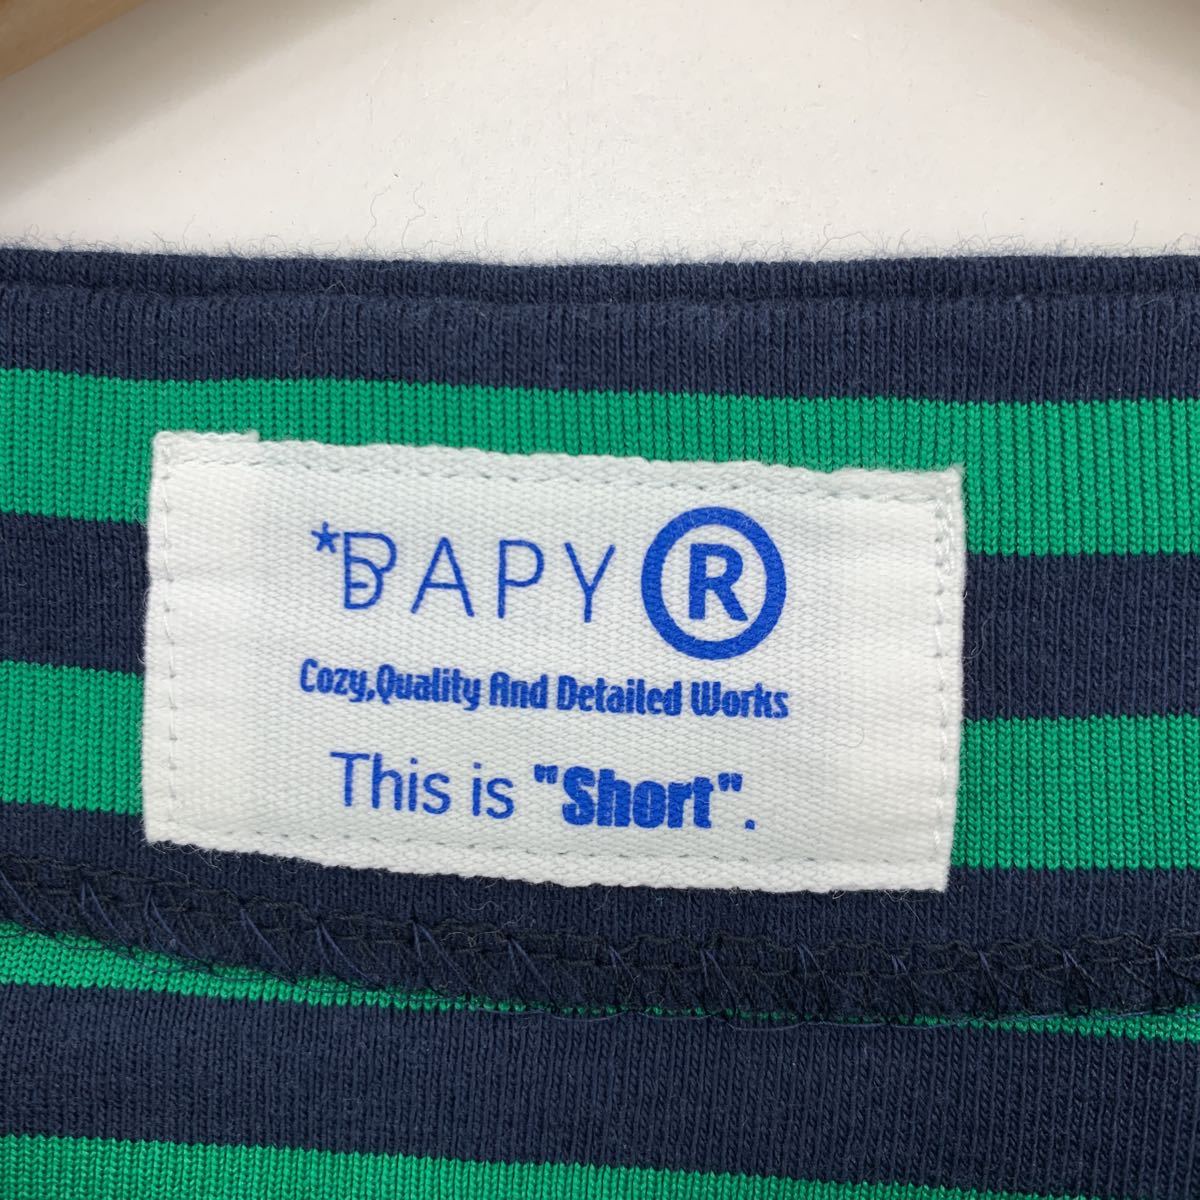 *BAPY®
Cozy,Quality And Detailed Works
This is "Short".